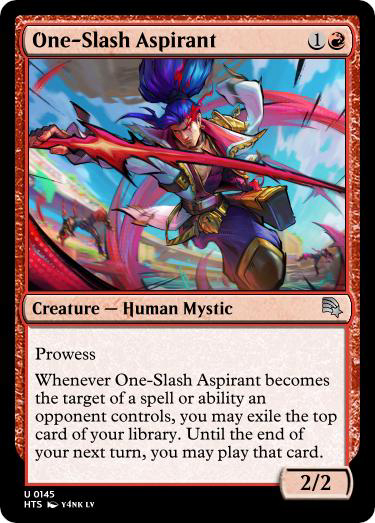 One-Slash Aspirant 1
Creature — Human Mystic
Prowess
Whenever One-Slash Aspirant becomes
the target of a spell or ability an
opponent controls, you may exile the top
card of your library. Until the end of
your next turn, you may play that card.
2/2
U 0145
HTS Y4NK LV